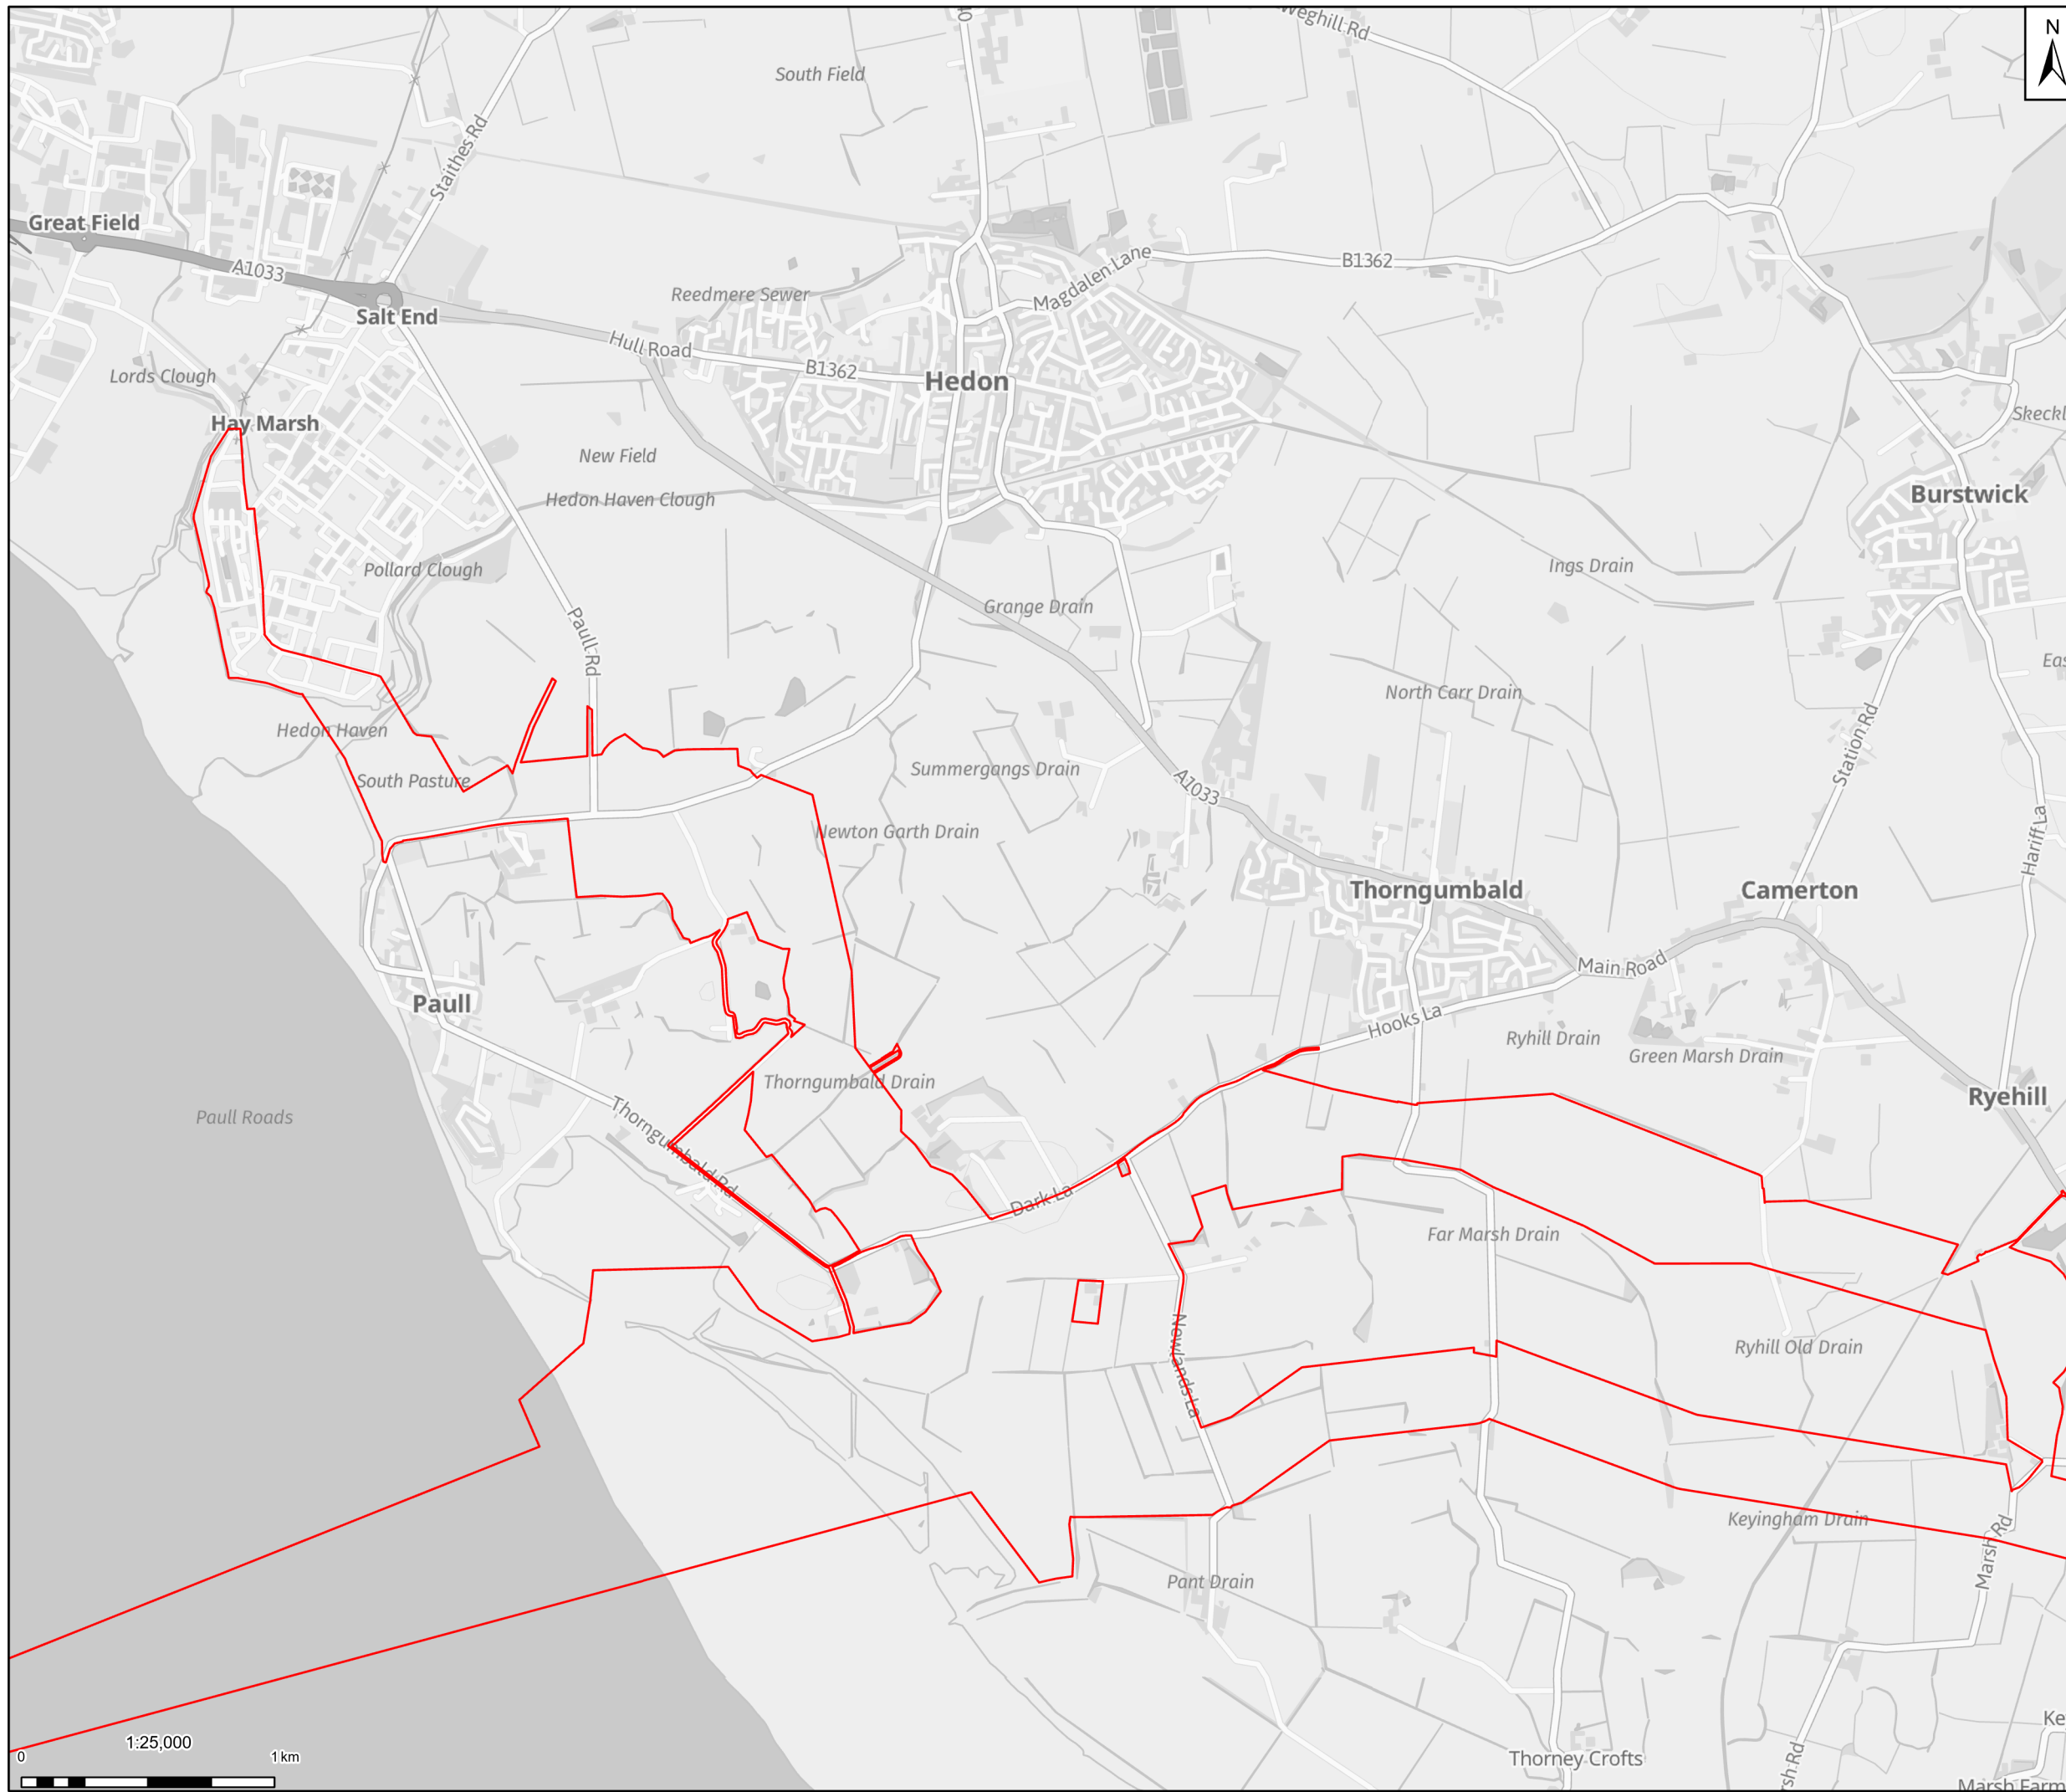 Weghill Rd
N
South Field
Staithes Rd
Great Field
A1033
Magdalen Lane
B1362
Reedmere Sewer
Salt End
Hull Road
B1362
Lords Clough
Hedon
Hay Marsh
New Field
Hedon Haven Clough
Burstwick
Pollard Clough
Ings Drain
Grange Drain
Paull Rd
North Carr Drain
Station Rd
Hedon Haven
Summergangs Drain
South Pasture
A1033
Newton Garth Drain
Hariff La
Thorngumbald
Camerton
Main Road
Paull
Hooks La
Ryhill Drain
Green Marsh Drain
Thorngumbald Drain
Ryehill
Paull Roads
Thorngumbald Rd
Dark La
Far Marsh Drain
Newlands La
Ryhill Old Drain
Keyingham Drain
Marsh Rd
Pant Drain
Ke
1:25,000
0
1 km
Thorney Crofts
rsh Rd
Marsh Farm